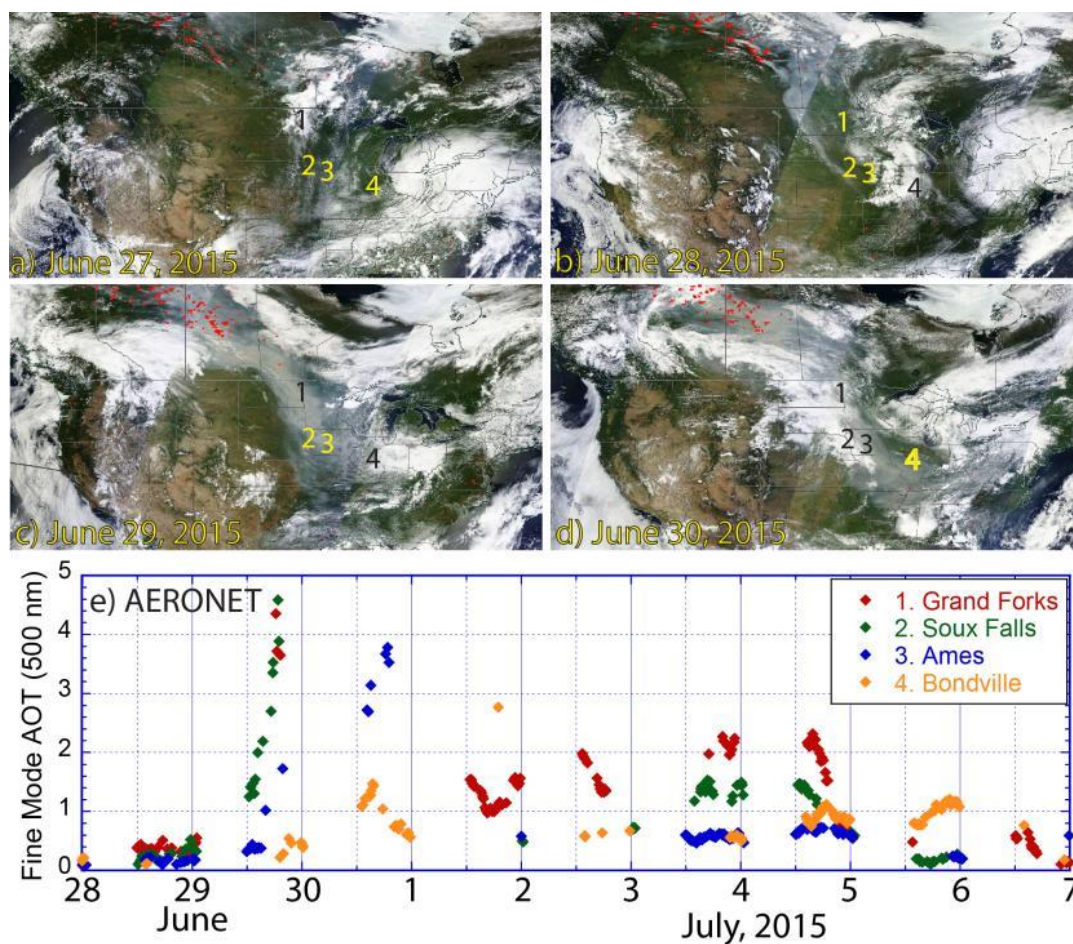 1
2 3
4
a) June 27, 2015
1
2 3
4
b) June 28, 2015
1
2 3
4
c) June 29, 2015
1
2 3
4
d) June 30, 2015
e) AERONET
1. Grand Forks
2. Soux Falls
3. Ames
4. Bondville
Fine Mode AOT (500 nm)
5
4
3
2
1
0
28 29 30 1 2 3 4 5 6 7
June July, 2015